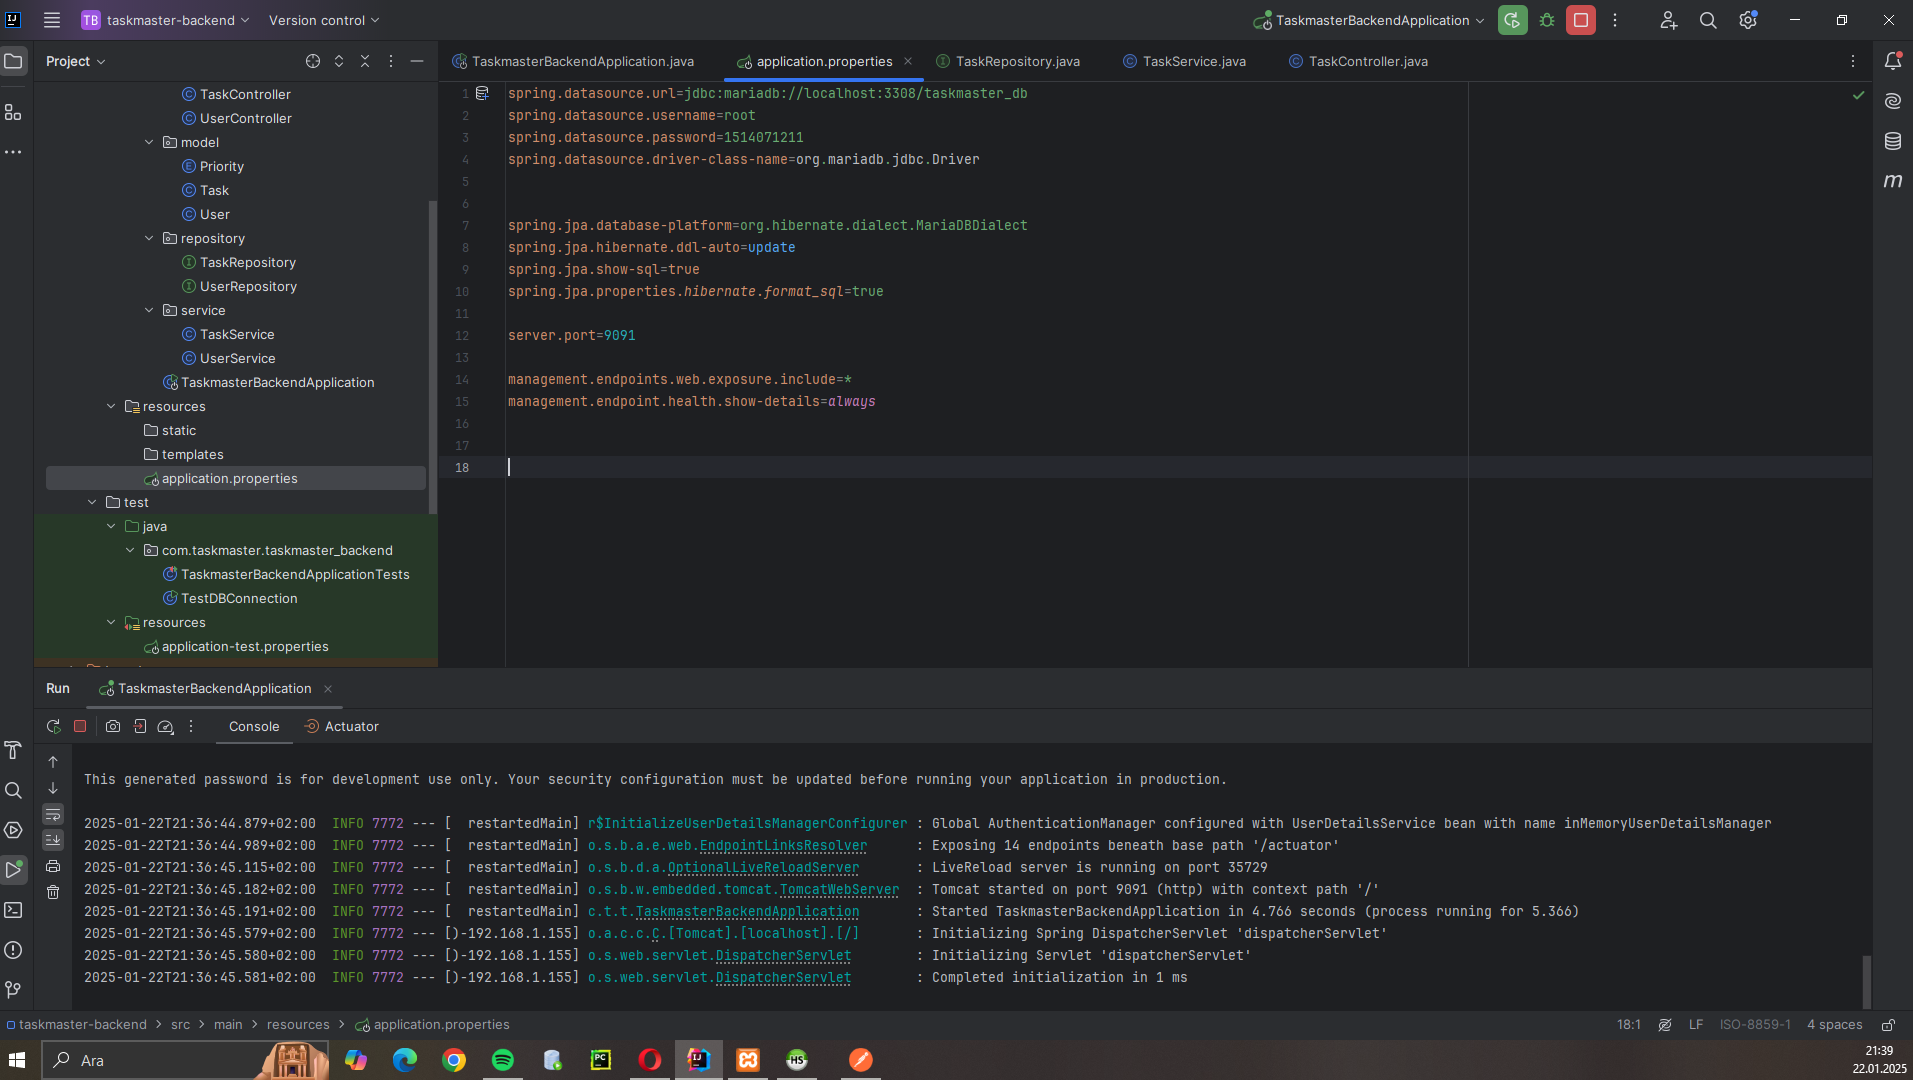 TB taskmaster-backend Version control TaskmasterBackendApplication
Project
TaskController
UserController
model
Priority
Task
User
repository
TaskRepository
UserRepository
service
TaskService
UserService
TaskmasterBackendApplication
resources
static
templates
application.properties
test
java
com.taskmaster.taskmaster_backend
TaskmasterBackendApplicationTests
TestDBConnection
resources
application-test.properties
TaskmasterBackendApplication.java application.properties TaskRepository.java TaskService.java TaskController.java
1 spring.datasource.url=jdbc:mariadb://localhost:3308/taskmaster_db
2 spring.datasource.username=root
3 spring.datasource.password=1514071211
4 spring.datasource.driver-class-name=org.mariadb.jdbc.Driver
5
6
7 spring.jpa.database-platform=org.hibernate.dialect.MariaDBDialect
8 spring.jpa.hibernate.ddl-auto=update
9 spring.jpa.show-sql=true
10 spring.jpa.properties.hibernate.format_sql=true
11
12 server.port=9091
13
14 management.endpoints.web.exposure.include=*
15 management.endpoint.health.show-details=always
16
17
18
Run TaskmasterBackendApplication
Console Actuator
This generated password is for development use only. Your security configuration must be updated before running your application in production.
2025-01-22T21:36:44.879+02:00 INFO 7772 --- [ restartedMain] r$InitializeUserDetailsManagerConfigurer : Global AuthenticationManager configured with UserDetailsService bean with name inMemoryUserDetailsManager
2025-01-22T21:36:44.989+02:00 INFO 7772 --- [ restartedMain] o.s.b.a.e.web.EndpointLinksResolver : Exposing 14 endpoints beneath base path '/actuator'
2025-01-22T21:36:45.115+02:00 INFO 7772 --- [ restartedMain] o.s.b.d.a.OptionalLiveReloadServer : LiveReload server is running on port 35729
2025-01-22T21:36:45.182+02:00 INFO 7772 --- [ restartedMain] o.s.b.w.embedded.tomcat.TomcatWebServer : Tomcat started on port 9091 (http) with context path '/'
2025-01-22T21:36:45.191+02:00 INFO 7772 --- [ restartedMain] c.t.t.TaskmasterBackendApplication : Started TaskmasterBackendApplication in 4.766 seconds (process running for 5.366)
2025-01-22T21:36:45.579+02:00 INFO 7772 --- [)-192.168.1.155] o.a.c.c.C.[Tomcat].[localhost].[/] : Initializing Spring DispatcherServlet 'dispatcherServlet'
2025-01-22T21:36:45.580+02:00 INFO 7772 --- [)-192.168.1.155] o.s.web.servlet.DispatcherServlet : Initializing Servlet 'dispatcherServlet'
2025-01-22T21:36:45.581+02:00 INFO 7772 --- [)-192.168.1.155] o.s.web.servlet.DispatcherServlet : Completed initialization in 1 ms
taskmaster-backend > src > main > resources > application.properties 18:1 LF ISO-8859-1 4 spaces
Ara
21:39
22.01.2025